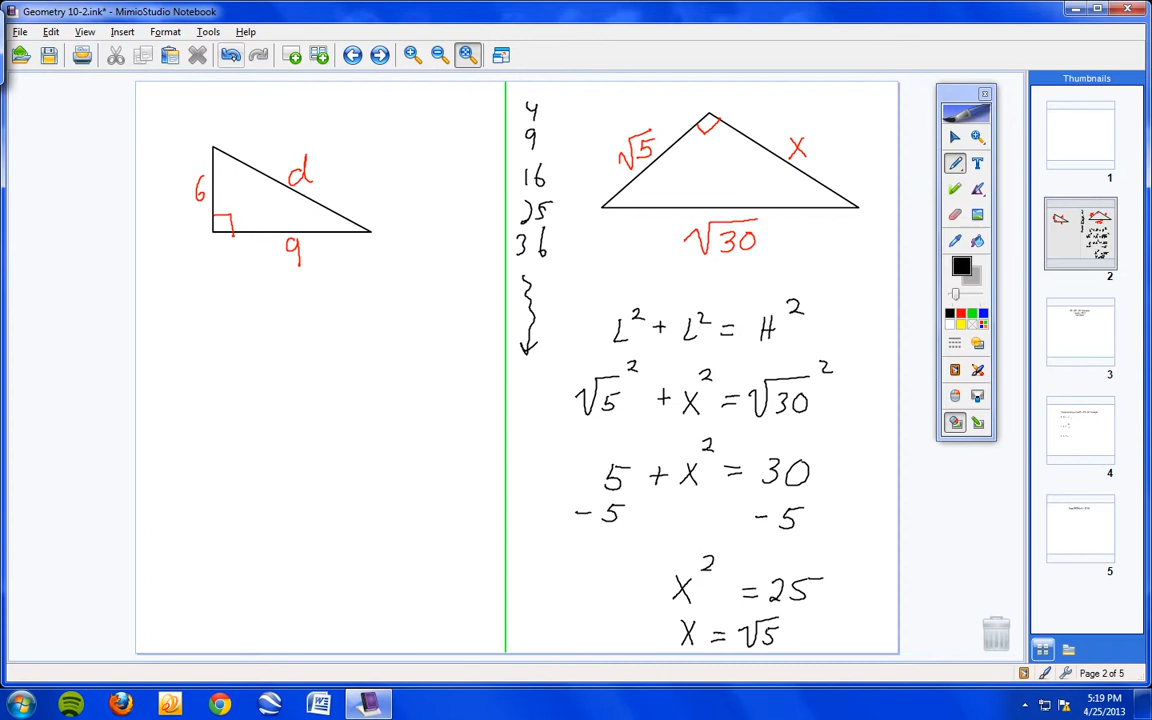 Geometry 10-2.ink* - MimioStudio Notebook
File Edit View Insert Format Tools Help
6
d
9
4
9
16
25
36
√5
x
√30
L² + L² = H²
√5² + x² = √30²
5 + x² = 30
-5 -5
x² = 25
x = √5
Thumbnails
1
2
3
4
5
T
Page 2 of 5
5:19 PM
4/25/2013